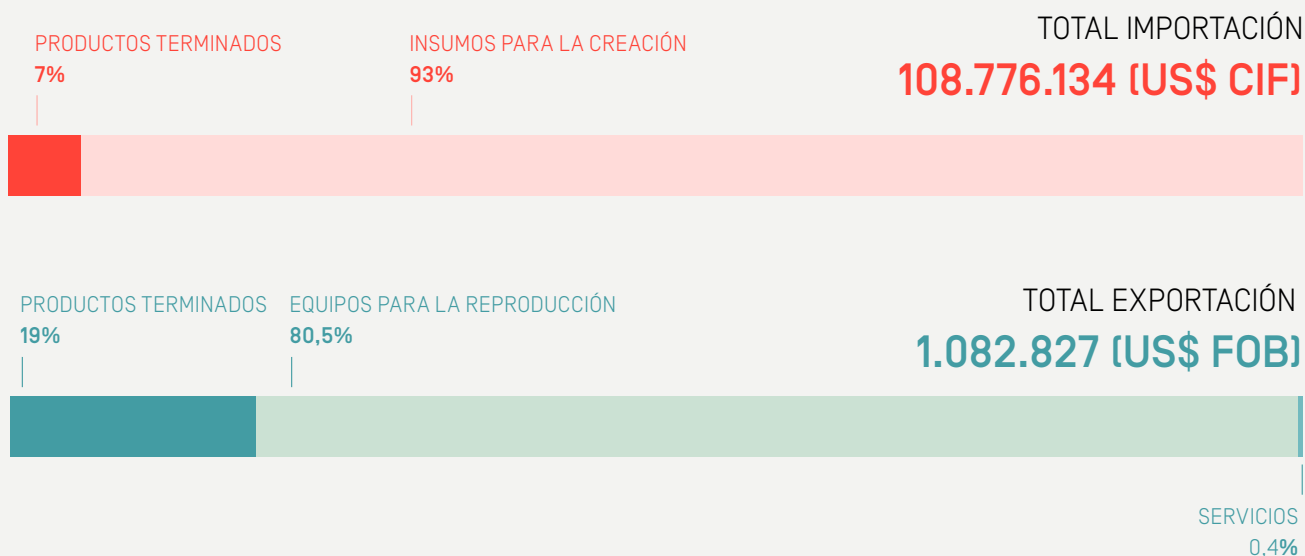 PRODUCTOS TERMINADOS
7%
INSUMOS PARA LA CREACIÓN
93%
TOTAL IMPORTACIÓN
108.776.134 (US$ CIF)
PRODUCTOS TERMINADOS
19%
EQUIPOS PARA LA REPRODUCCIÓN
80,5%
TOTAL EXPORTACIÓN
1.082.827 (US$ FOB)
SERVICIOS
0,4%